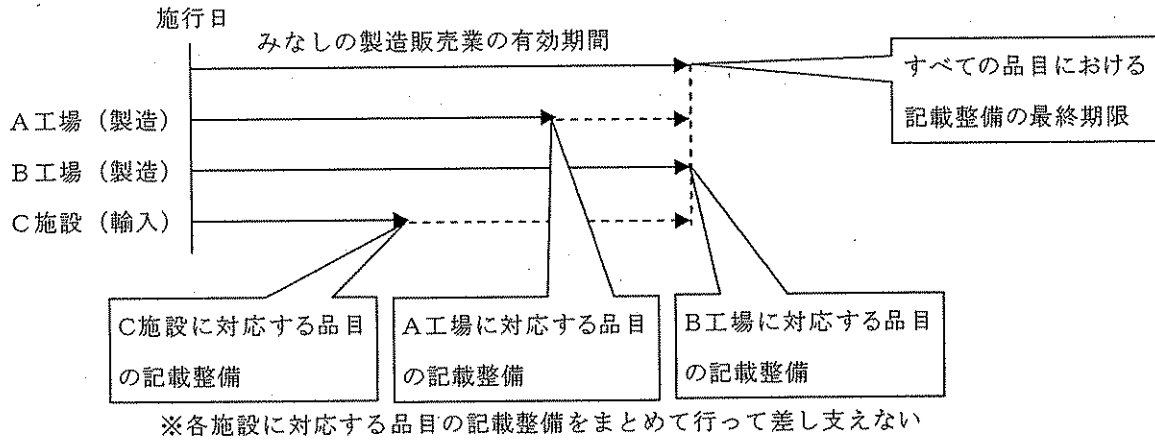 施行日
みなしの製造販売業の有効期間
すべての品目における
記載整備の最終期限
A工場（製造）
B工場（製造）
C施設（輸入）
C施設に対応する品目
の記載整備
A工場に対応する品目
の記載整備
B工場に対応する品目
の記載整備
※各施設に対応する品目の記載整備をまとめて行って差し支えない